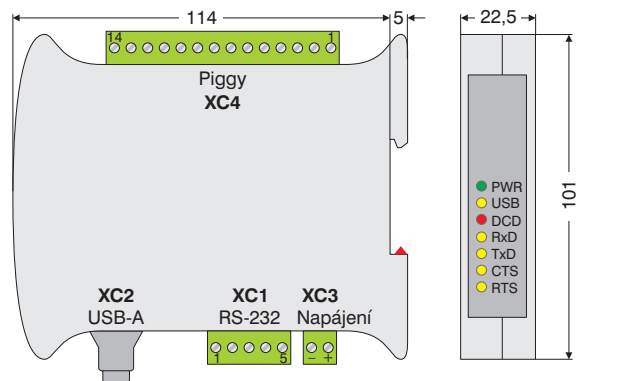 114
5
22,5
14
1
Piggy
XC4
101
PWR
USB
DCD
RxD
TxD
CTS
RTS
XC2
USB-A
XC1
RS-232
XC3
Napájení
1
5
– +